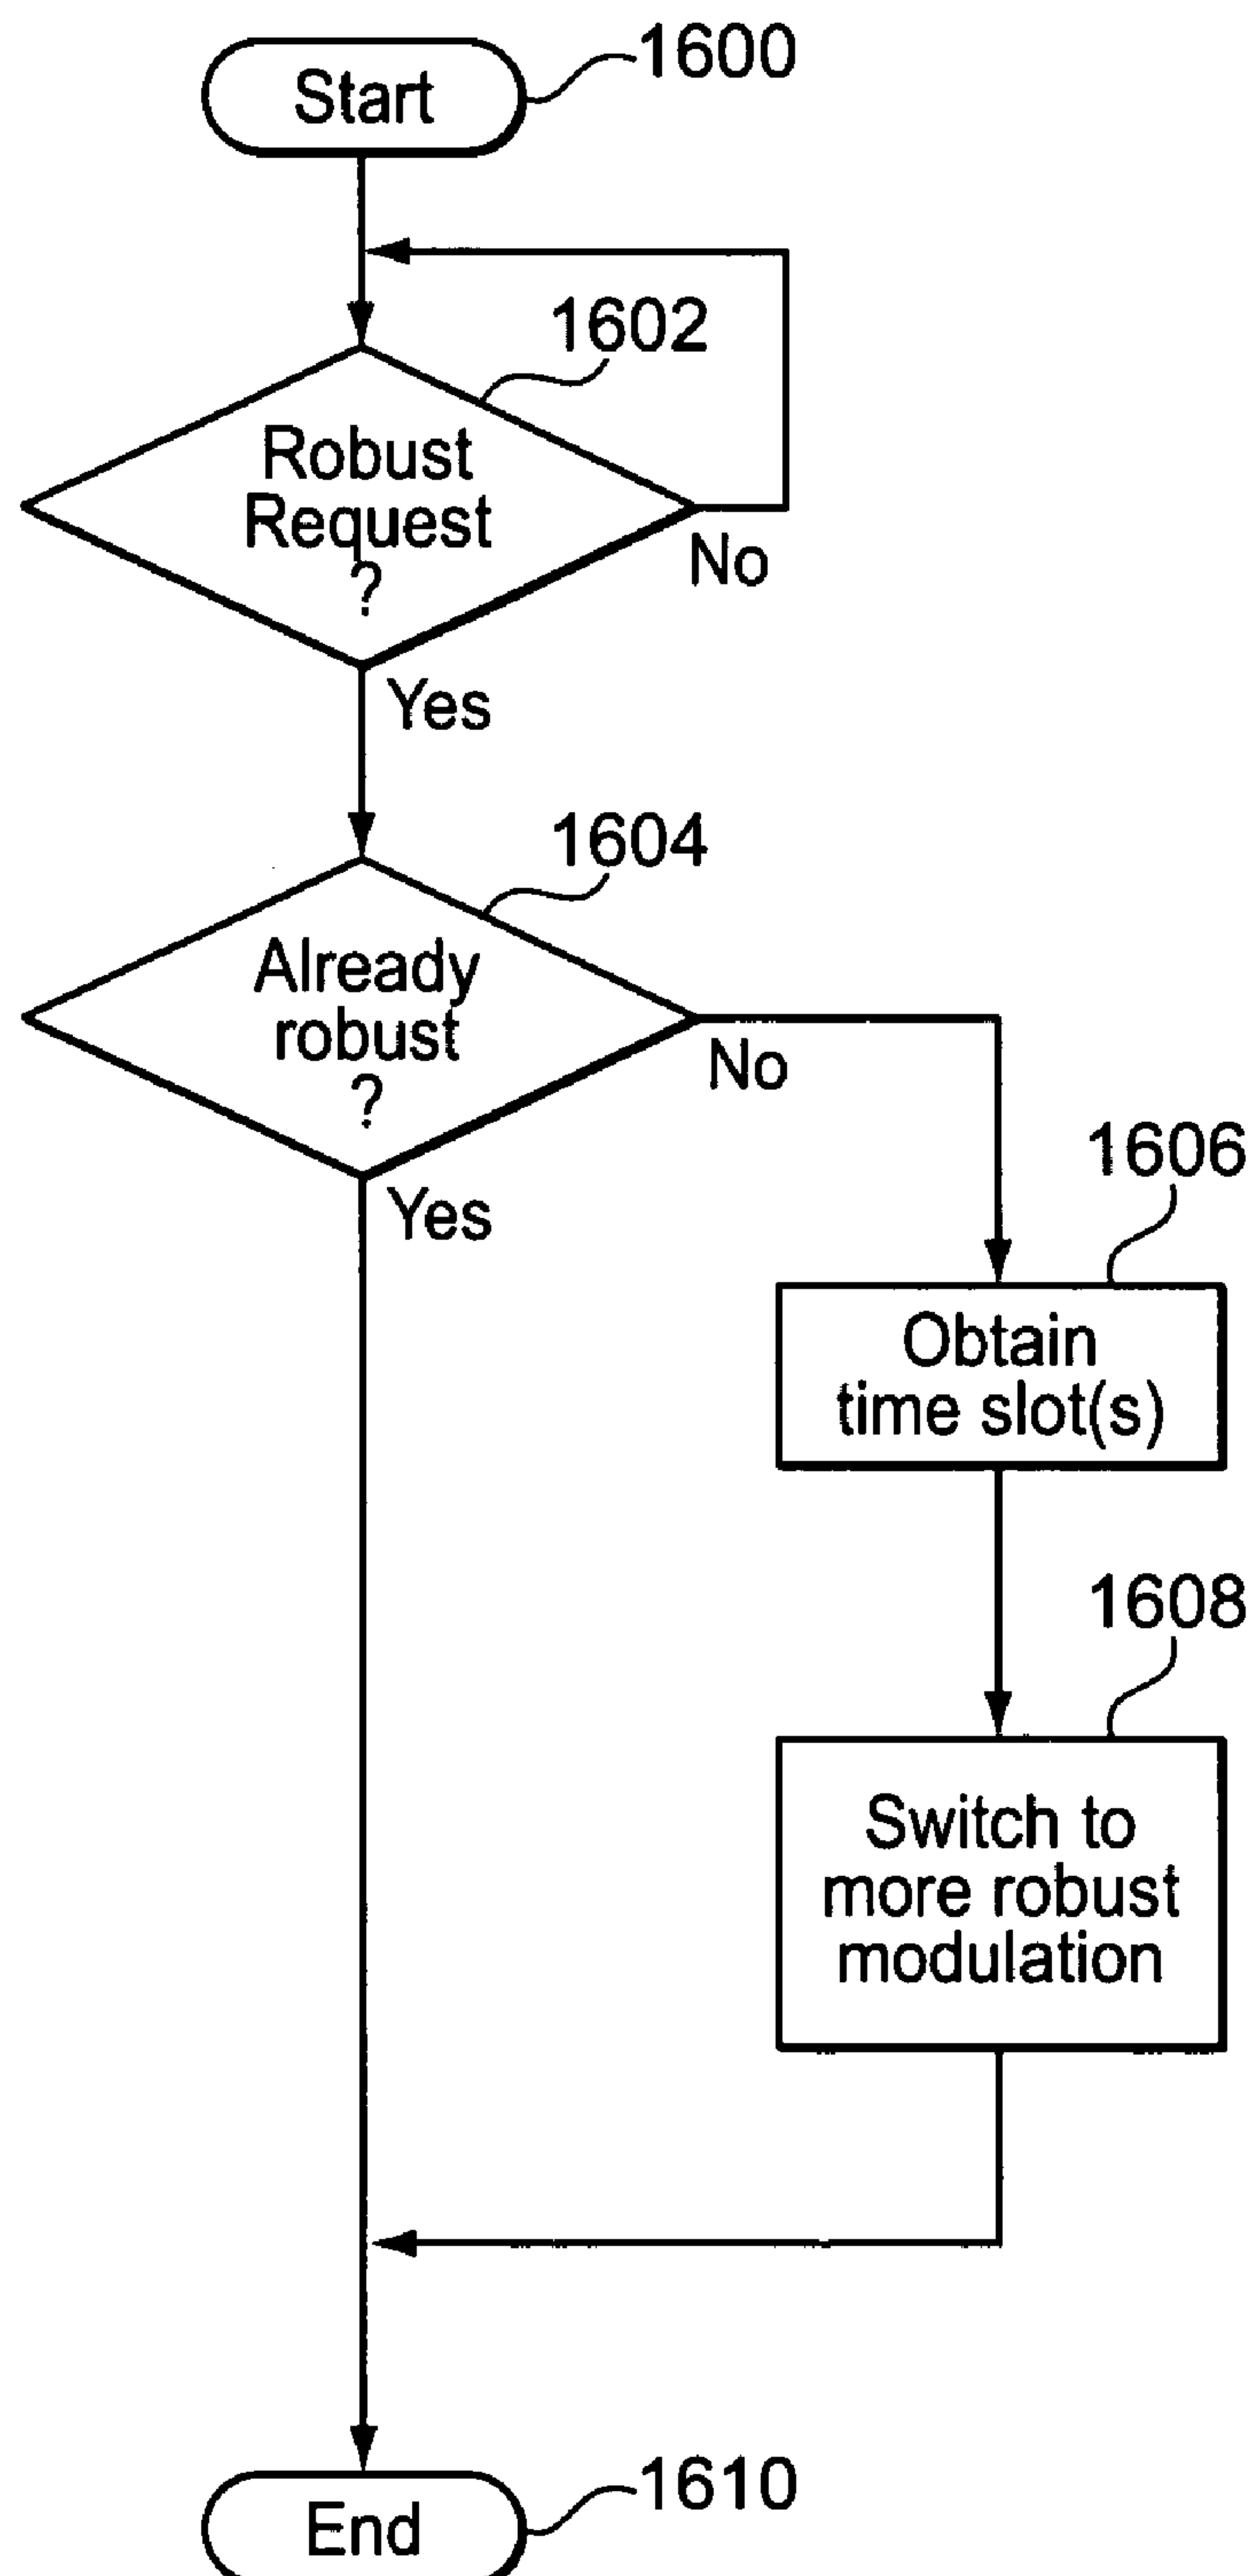 Start
1600
1602
Robust
Request
?
No
Yes
1604
Already
robust
?
No
Yes
1606
Obtain
time slot(s)
1608
Switch to
more robust
modulation
End
1610